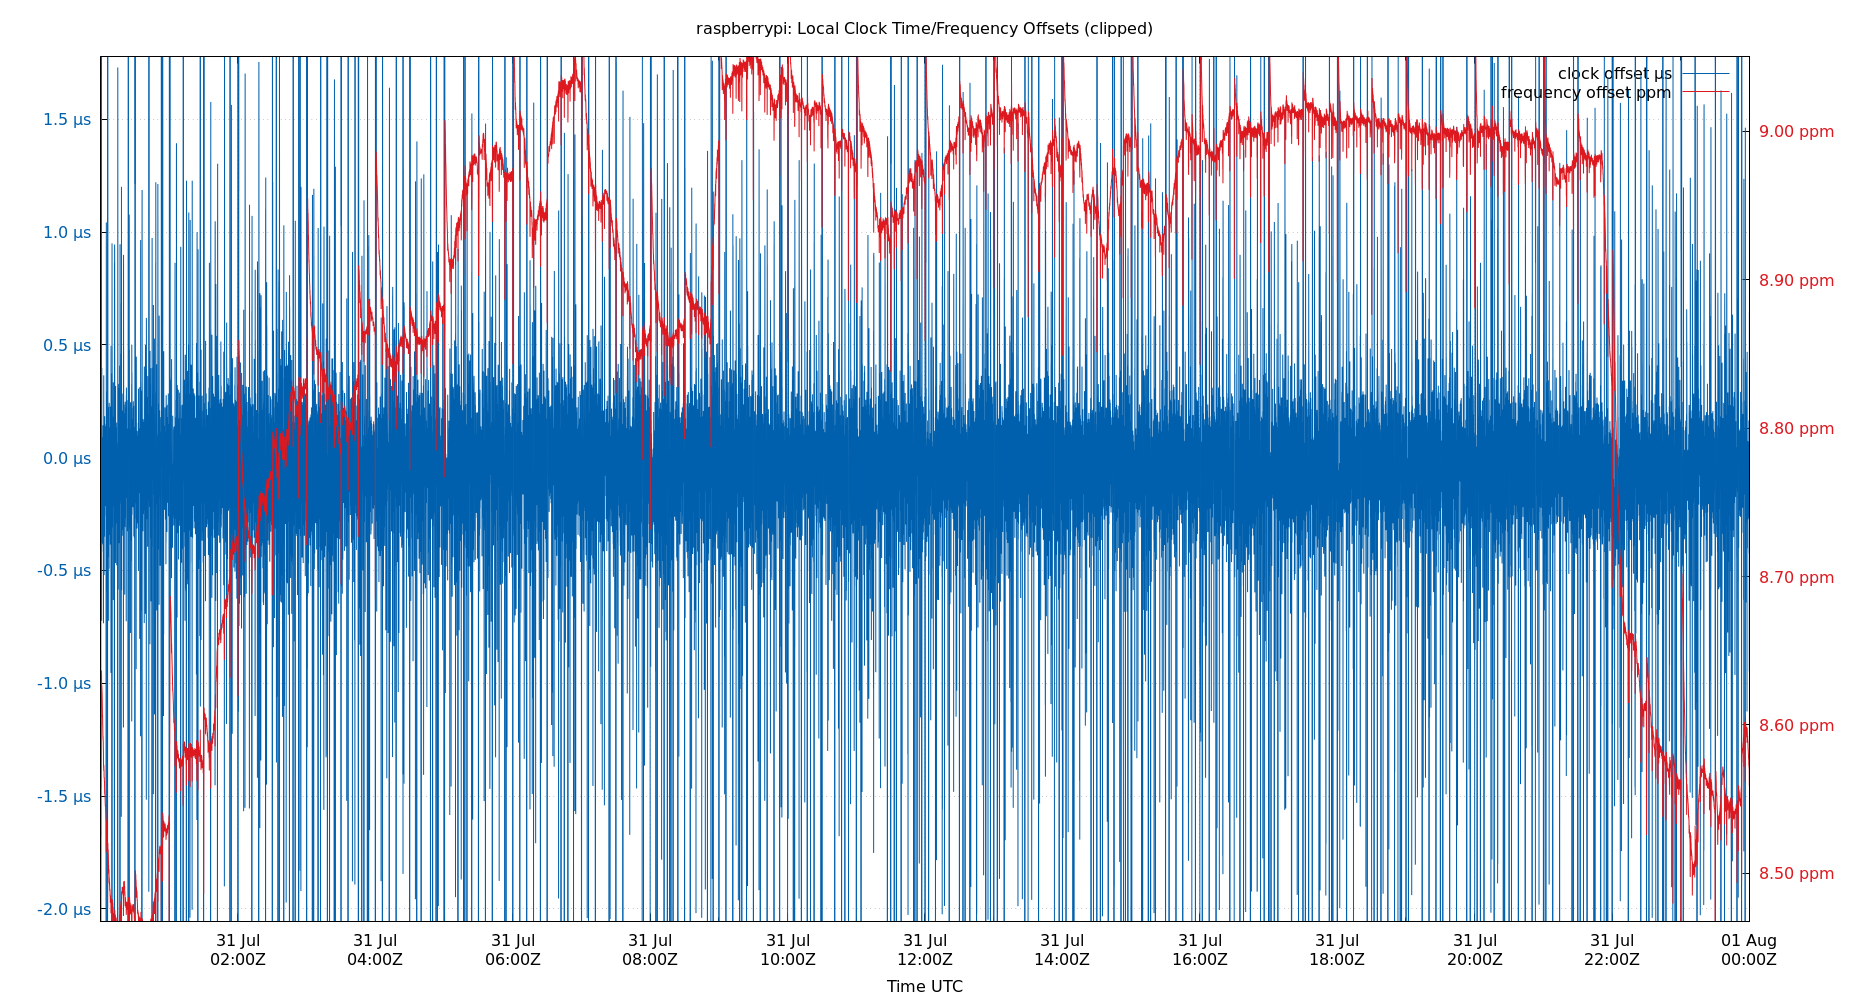 raspberrypi: Local Clock Time/Frequency Offsets (clipped)
clock offset µs
frequency offset ppm
1.5 µs
1.0 µs
0.5 µs
0.0 µs
-0.5 µs
-1.0 µs
-1.5 µs
-2.0 µs
9.00 ppm
8.90 ppm
8.80 ppm
8.70 ppm
8.60 ppm
8.50 ppm
31 Jul
02:00Z
31 Jul
04:00Z
31 Jul
06:00Z
31 Jul
08:00Z
31 Jul
10:00Z
31 Jul
12:00Z
31 Jul
14:00Z
31 Jul
16:00Z
31 Jul
18:00Z
31 Jul
20:00Z
31 Jul
22:00Z
01 Aug
00:00Z
Time UTC